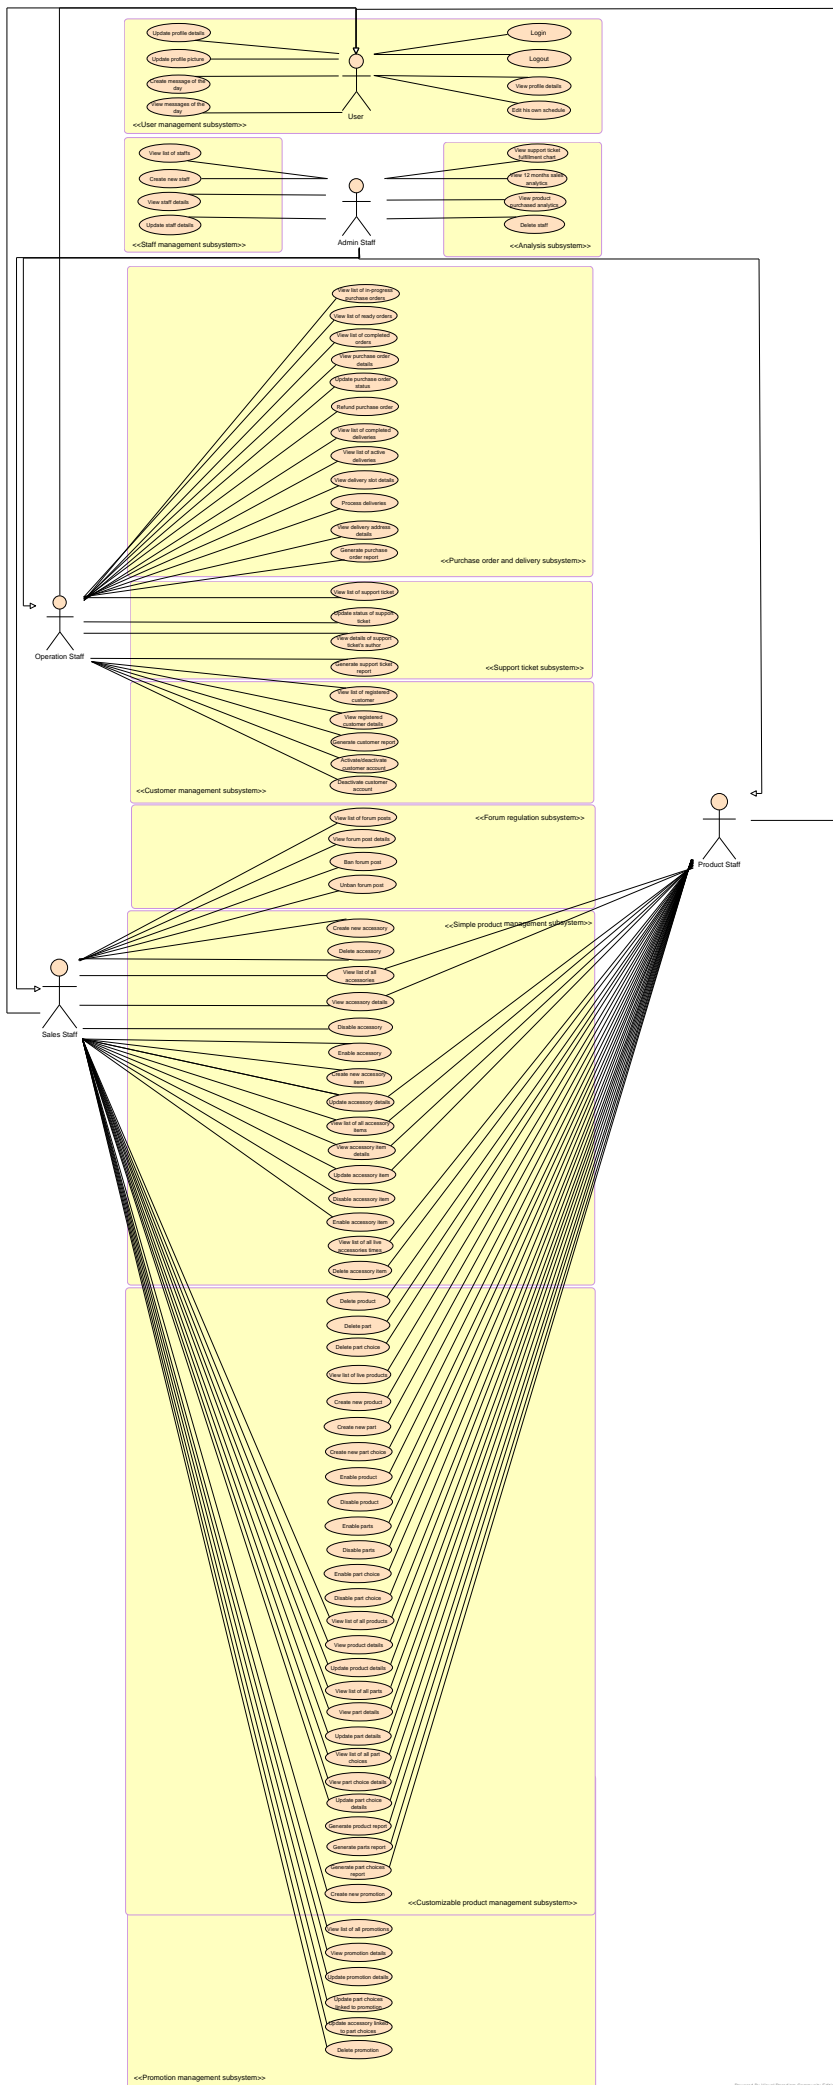 Update profile details
Login
Update profile picture
Logout
Create message of the
day
View profile details
View messages of the
day
Edit his own schedule
User
<<User management subsystem>>
View list of staffs
View support ticket
fulfillment chart
Create new staff
View 12 months sales
analytics
View staff details
View product
purchased analytics
Update staff details
Delete staff
Admin Staff
<<Staff management subsystem>>
<<Analysis subsystem>>
View list of in-progress
purchase orders
View list of ready orders
View list of completed
orders
View purchase order
details
Update purchase order
status
Refund purchase order
View list of completed
deliveries
View list of active
deliveries
View delivery slot details
Process deliveries
View delivery address
details
Generate purchase
order report
<<Purchase order and delivery subsystem>>
View list of support ticket
Update status of support
ticket
View details of support
ticket's author
Operation Staff
Generate support ticket
report
<<Support ticket subsystem>>
View list of registered
customer
View registered
customer details
Generate customer report
Activate/deactivate
customer account
Deactivate customer
account
<<Customer management subsystem>>
View list of forum posts
<<Forum regulation subsystem>>
View forum post details
Ban forum post
Product Staff
Unban forum post
Create new accessory
<<Simple product management subsystem>>
Delete accessory
View list of all
accessories
View accessory details
Disable accessory
Sales Staff
Enable accessory
Create new accessory
item
Update accessory details
View list of all accessory
items
View accessory item
details
Update accessory item
Disable accessory item
Enable accessory item
View list of all live
accessories times
Delete accessory item
Delete product
Delete part
Delete part choice
View list of live products
Create new product
Create new part
Create new part choice
Enable product
Disable product
Enable parts
Disable parts
Enable part choice
Disable part choice
View list of all products
View product details
Update product details
View list of all parts
View part details
Update part details
View list of all part
choices
View part choice details
Update part choice
details
Generate product report
Generate parts report
Generate part choices
report
Create new promotion
<<Customizable product management subsystem>>
View list of all promotions
View promotion details
Update promotion details
Update part choices
linked to promotion
Update accessory linked
to part choices
Delete promotion
<<Promotion management subsystem>>